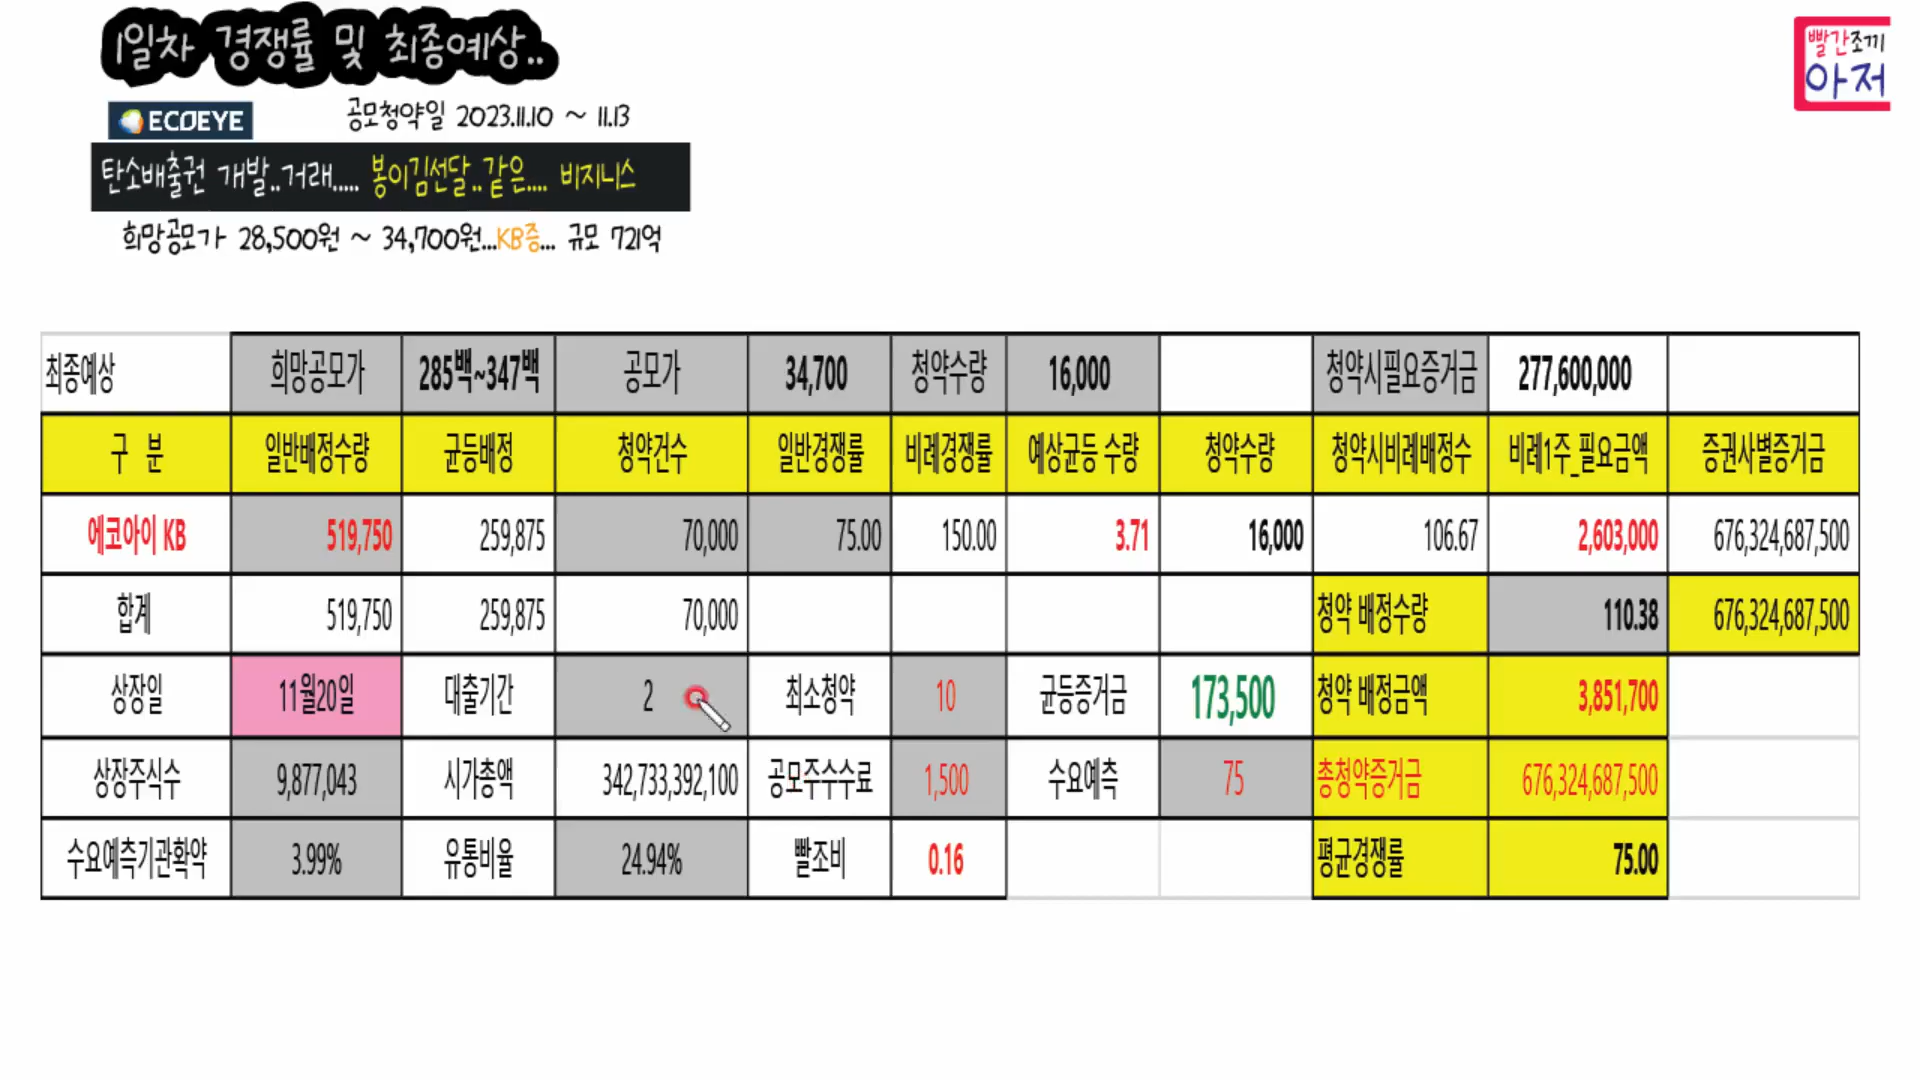 1일차 경쟁률 및 최종예상..
빨간조끼
아저
ECOEYE
공모청약일 2023.11.10 ~ 11.13
탄소배출권 개발..거래..... 봉이김선달..같은.... 비지니스
희망공모가 28,500원 ~ 34,700원...KB증... 규모 721억
최종예상 희망공모가 285백~347백 공모가 34,700 청약수량 16,000 청약시필요증거금 277,600,000
구 분 일반배정수량 균등배정 청약건수 일반경쟁률 비례경쟁률 예상균등 수량 청약수량 청약시비례배정수 비례1주_필요금액 증권사별증거금
에코아이 KB 519,750 259,875 70,000 75.00 150.00 3.71 16,000 106.67 2,603,000 676,324,687,500
합계 519,750 259,875 70,000 청약 배정수량 110.38 676,324,687,500
상장일 11월20일 대출기간 2 최소청약 10 균등증거금 173,500 청약 배정금액 3,851,700
상장주식수 9,877,043 시가총액 342,733,392,100 공모주수수료 1,500 수요예측 75 총청약증거금 676,324,687,500
수요예측기관확약 3.99% 유통비율 24.94% 빨조비 0.16 평균경쟁률 75.00